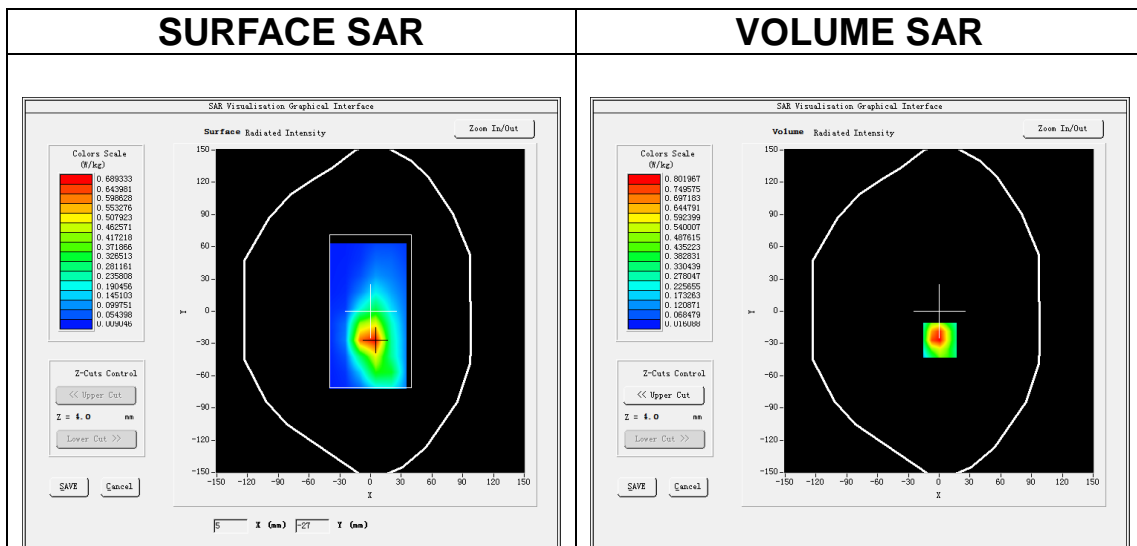 SURFACE SAR
VOLUME SAR
SAR Visualisation Graphical Interface
Surface Radiated Intensity
Zoom In/Out
Colors Scale
(W/kg)
0.689333
0.643981
0.598628
0.553276
0.507923
0.462571
0.417218
0.371866
0.326513
0.281161
0.235808
0.190456
0.145103
0.099751
0.054398
0.009046
Z-Cuts Control
<< Upper Cut
Z = 4.0 mm
Lower Cut >>
SAVE
Cancel
150
120
90
60
30
0
-30
-60
-90
-120
-150
Y
-150 -120 -90 -60 -30 0 30 60 90 120 150
X
5 X (mm) -27 Y (mm)
SAR Visualisation Graphical Interface
Volume Radiated Intensity
Zoom In/Out
Colors Scale
(W/kg)
0.801967
0.749575
0.697183
0.644791
0.592399
0.540007
0.487615
0.435223
0.382831
0.330439
0.278047
0.225655
0.173263
0.120871
0.068479
0.016088
Z-Cuts Control
<< Upper Cut
Z = 4.0 mm
Lower Cut >>
SAVE
Cancel
150
120
90
60
30
0
-30
-60
-90
-120
-150
Y
-150 -120 -90 -60 -30 0 30 60 90 120 150
X